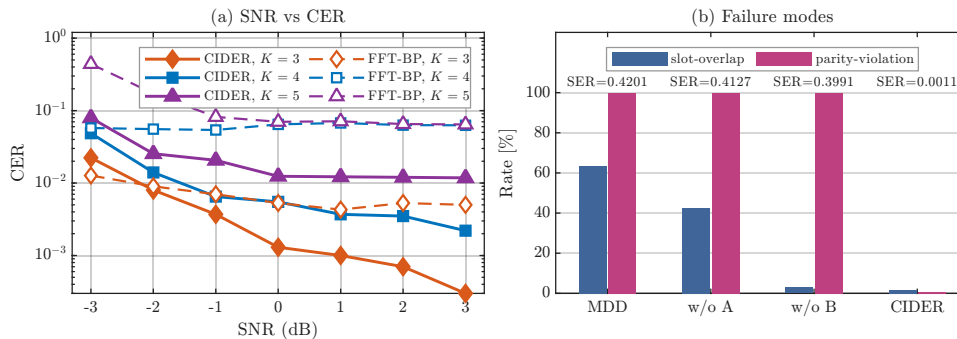 (a) SNR vs CER
CIDER, K = 3
FFT-BP, K = 3
CIDER, K = 4
FFT-BP, K = 4
CIDER, K = 5
FFT-BP, K = 5
10^0
10^-1
10^-2
10^-3
CER
-3 -2 -1 0 1 2 3
SNR (dB)
(b) Failure modes
slot-overlap
parity-violation
SER=0.4201 SER=0.4127 SER=0.3991 SER=0.0011
100
80
60
40
20
0
Rate [%]
MDD w/o A w/o B CIDER